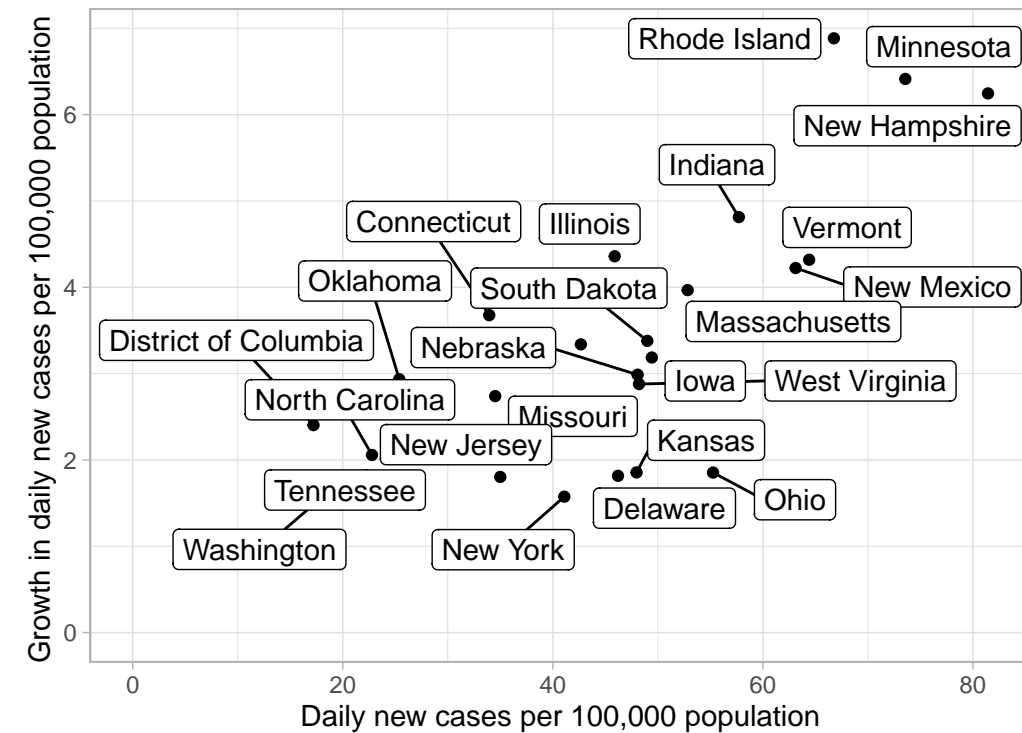 Growth in daily new cases per 100,000 population
6
4
2
0
Rhode Island
Minnesota
New Hampshire
Indiana
Connecticut
Illinois
Vermont
Oklahoma
South Dakota
New Mexico
Massachusetts
District of Columbia
Nebraska
Iowa
West Virginia
North Carolina
Missouri
New Jersey
Kansas
Tennessee
Delaware
Ohio
Washington
New York
0
20
40
60
80
Daily new cases per 100,000 population